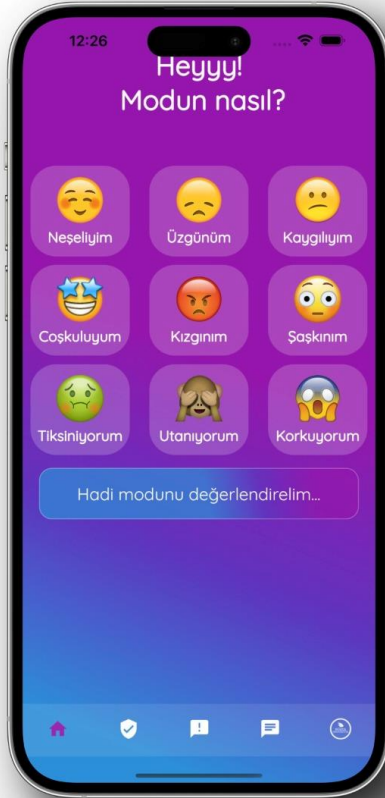 12:26
Heyyy!
Modun nasıl?
Neşeliyim
Üzgünüm
Kaygılıyım
Coşkuluyum
Kızgınım
Şaşkınım
Tiksiniyorum
Utanıyorum
Korkuyorum
Hadi modunu değerlendirelim...